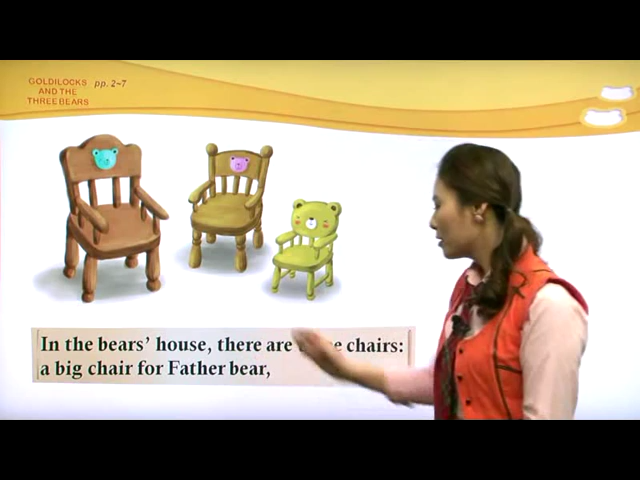 GOLDILOCKS pp. 2~7
AND THE
THREE BEARS
In the bears' house, there are chairs:
a big chair for Father bear,